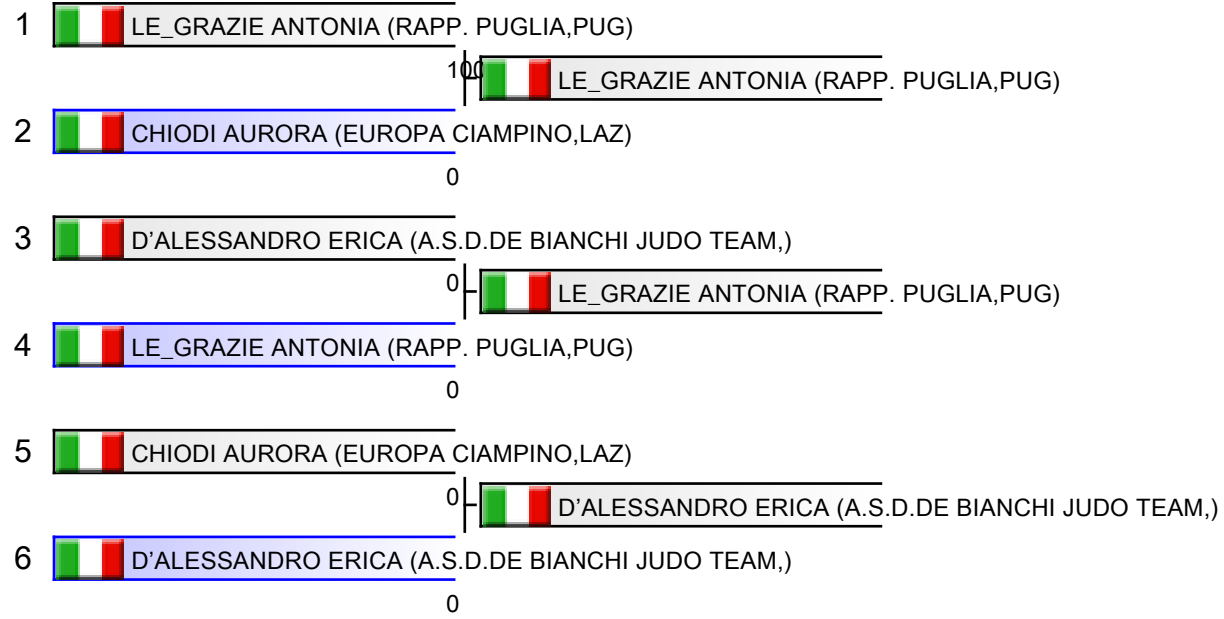 1 LE_GRAZIE ANTONIA (RAPP. PUGLIA,PUG)
100 LE_GRAZIE ANTONIA (RAPP. PUGLIA,PUG)
2 CHIODI AURORA (EUROPA CIAMPINO,LAZ)
0
3 D’ALESSANDRO ERICA (A.S.D.DE BIANCHI JUDO TEAM,)
0 LE_GRAZIE ANTONIA (RAPP. PUGLIA,PUG)
4 LE_GRAZIE ANTONIA (RAPP. PUGLIA,PUG)
0
5 CHIODI AURORA (EUROPA CIAMPINO,LAZ)
0 D’ALESSANDRO ERICA (A.S.D.DE BIANCHI JUDO TEAM,)
6 D’ALESSANDRO ERICA (A.S.D.DE BIANCHI JUDO TEAM,)
0